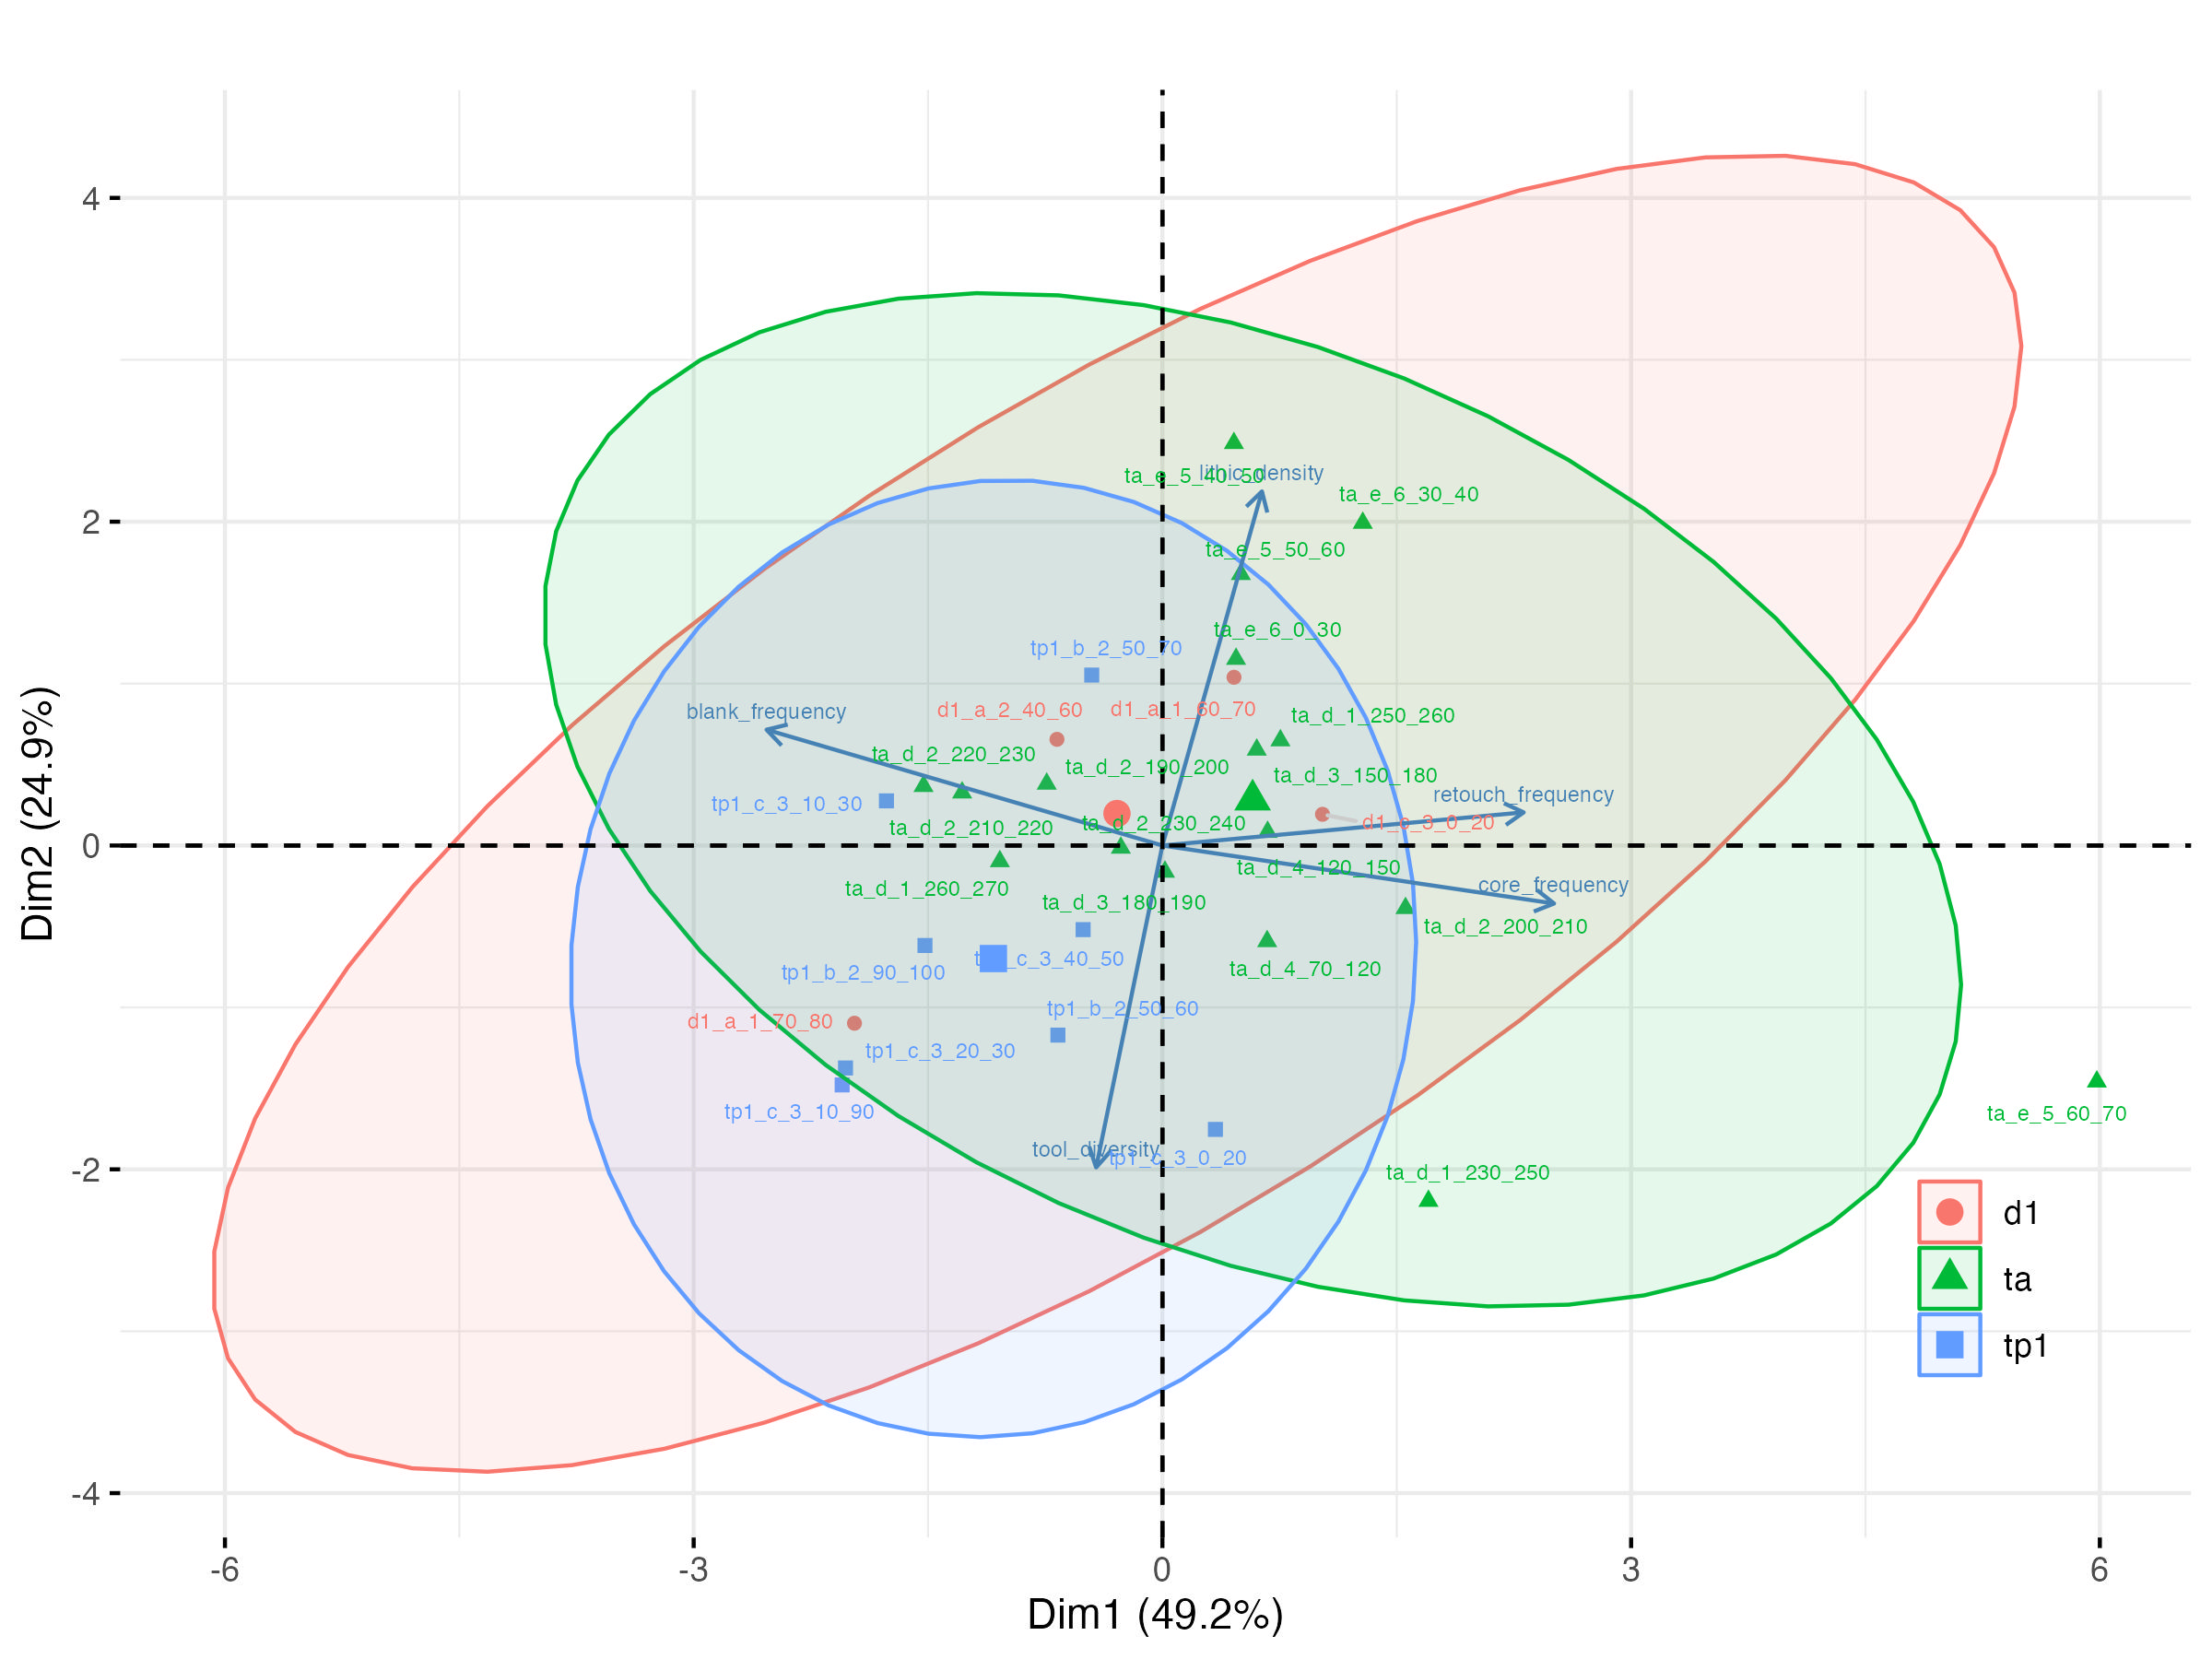 4
2
0
-2
-4
-6
-3
0
3
6
Dim2 (24.9%)
Dim1 (49.2%)
ta_e_5_40_50
lithic_density
ta_e_6_30_40
ta_e_5_50_60
ta_e_6_0_30
tp1_b_2_50_70
d1_a_2_40_60
d1_a_1_60_70
blank_frequency
ta_d_1_250_260
ta_d_2_220_230
ta_d_2_190_200
ta_d_3_150_180
retouch_frequency
tp1_c_3_10_30
ta_d_2_210_220
ta_d_2_230_240
ta_d_4_120_150
ta_d_1_260_270
core_frequency
ta_d_3_180_190
ta_d_2_200_210
tp1_c_3_40_50
ta_d_4_70_120
tp1_b_2_90_100
tp1_b_2_50_60
d1_a_1_70_80
tp1_c_3_20_30
tp1_c_3_10_90
ta_e_5_60_70
tool_diversity
tp1_c_3_0_20
ta_d_1_230_250
d1
ta
tp1